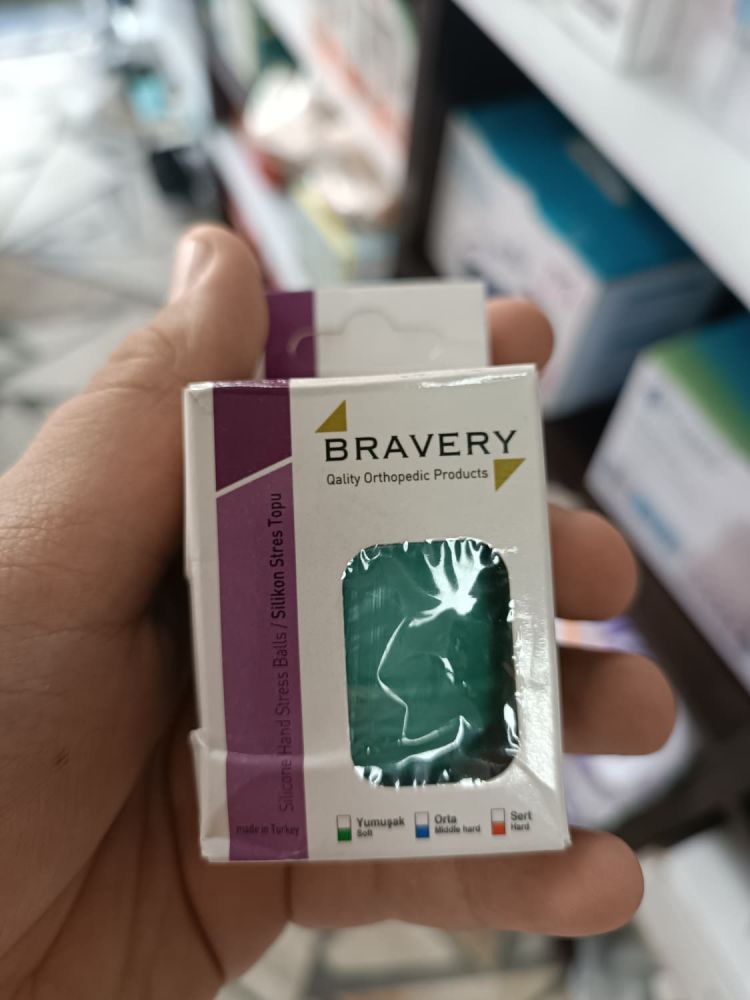 BRAVERY
Qality Orthopedic Products
Silicone Hand Stress Balls / Silikon Stres Topu
made in Turkey
Yumuşak
Soft
Orta
Middle hard
Sert
Hard